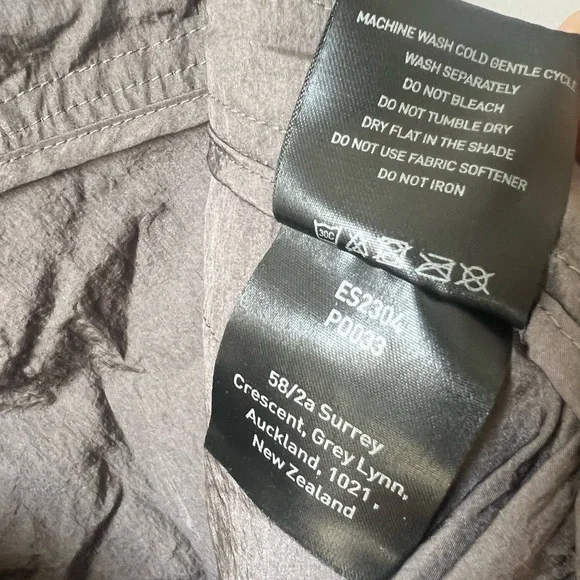 MACHINE WASH COLD GENTLE CYCLE
WASH SEPARATELY
DO NOT BLEACH
DO NOT TUMBLE DRY
DRY FLAT IN THE SHADE
DO NOT USE FABRIC SOFTENER
DO NOT IRON
30C
ES2304
PO033
58/2a Surrey
Crescent, Grey Lynn,
Auckland, 1021 ,
New Zealand